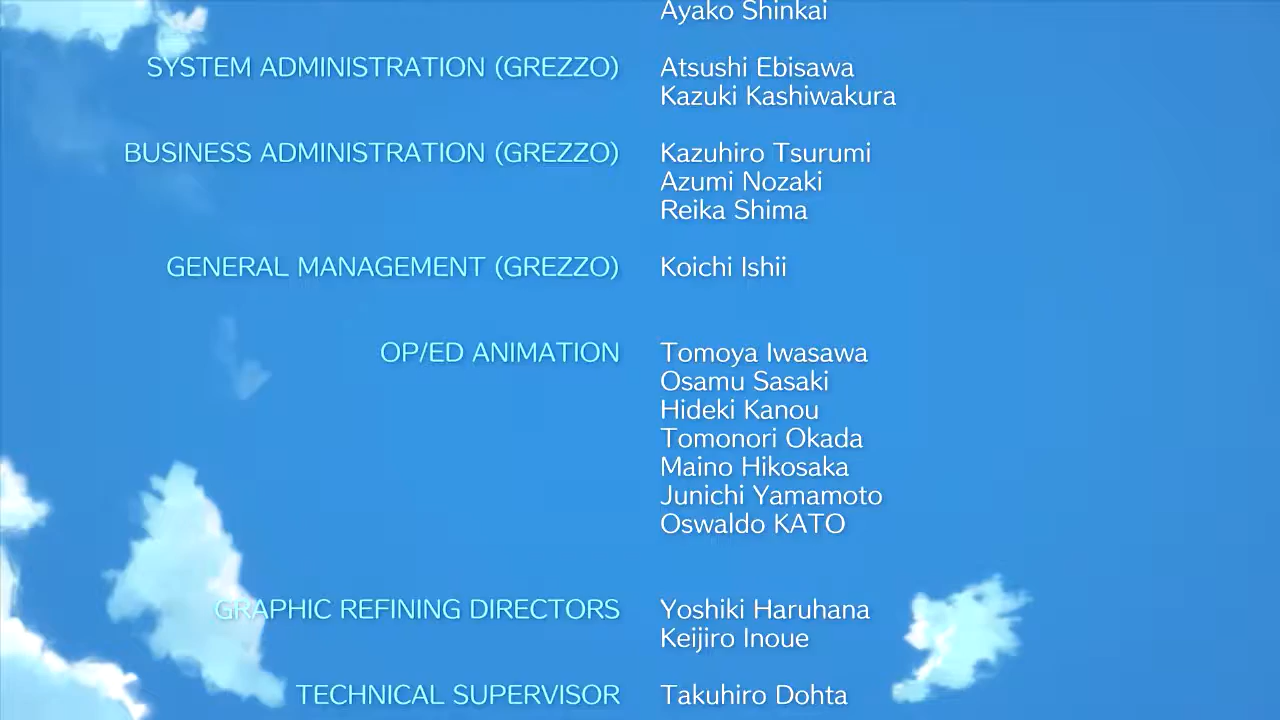 Ayako Shinkai
SYSTEM ADMINISTRATION (GREZZO) Atsushi Ebisawa
Kazuki Kashiwakura
BUSINESS ADMINISTRATION (GREZZO) Kazuhiro Tsurumi
Azumi Nozaki
Reika Shima
GENERAL MANAGEMENT (GREZZO) Koichi Ishii
OP/ED ANIMATION Tomoya Iwasawa
Osamu Sasaki
Hideki Kanou
Tomonori Okada
Maino Hikosaka
Junichi Yamamoto
Oswaldo KATO
GRAPHIC REFINING DIRECTORS Yoshiki Haruhana
Keijiro Inoue
TECHNICAL SUPERVISOR Takuhiro Dohta